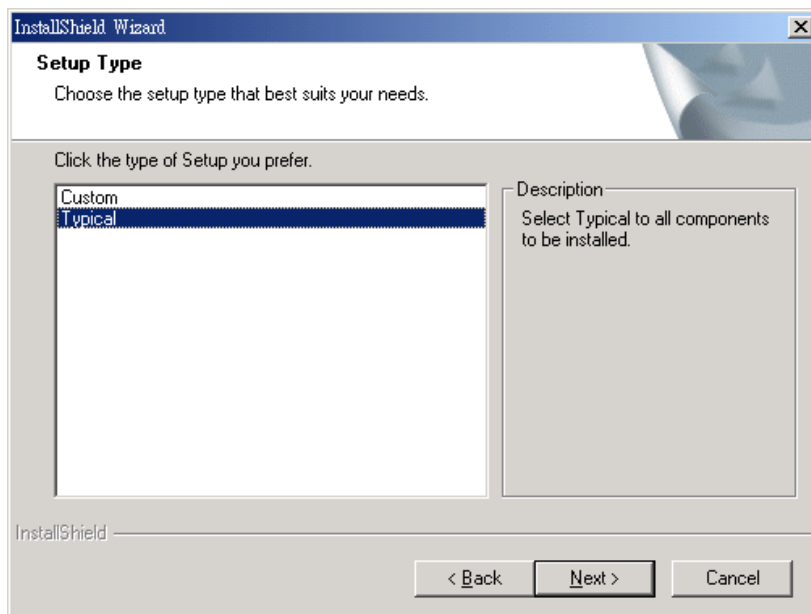 InstallShield Wizard
Setup Type
Choose the setup type that best suits your needs.
Click the type of Setup you prefer.
Custom
Typical
Description
Select Typical to all components
to be installed.
InstallShield
< Back
Next >
Cancel